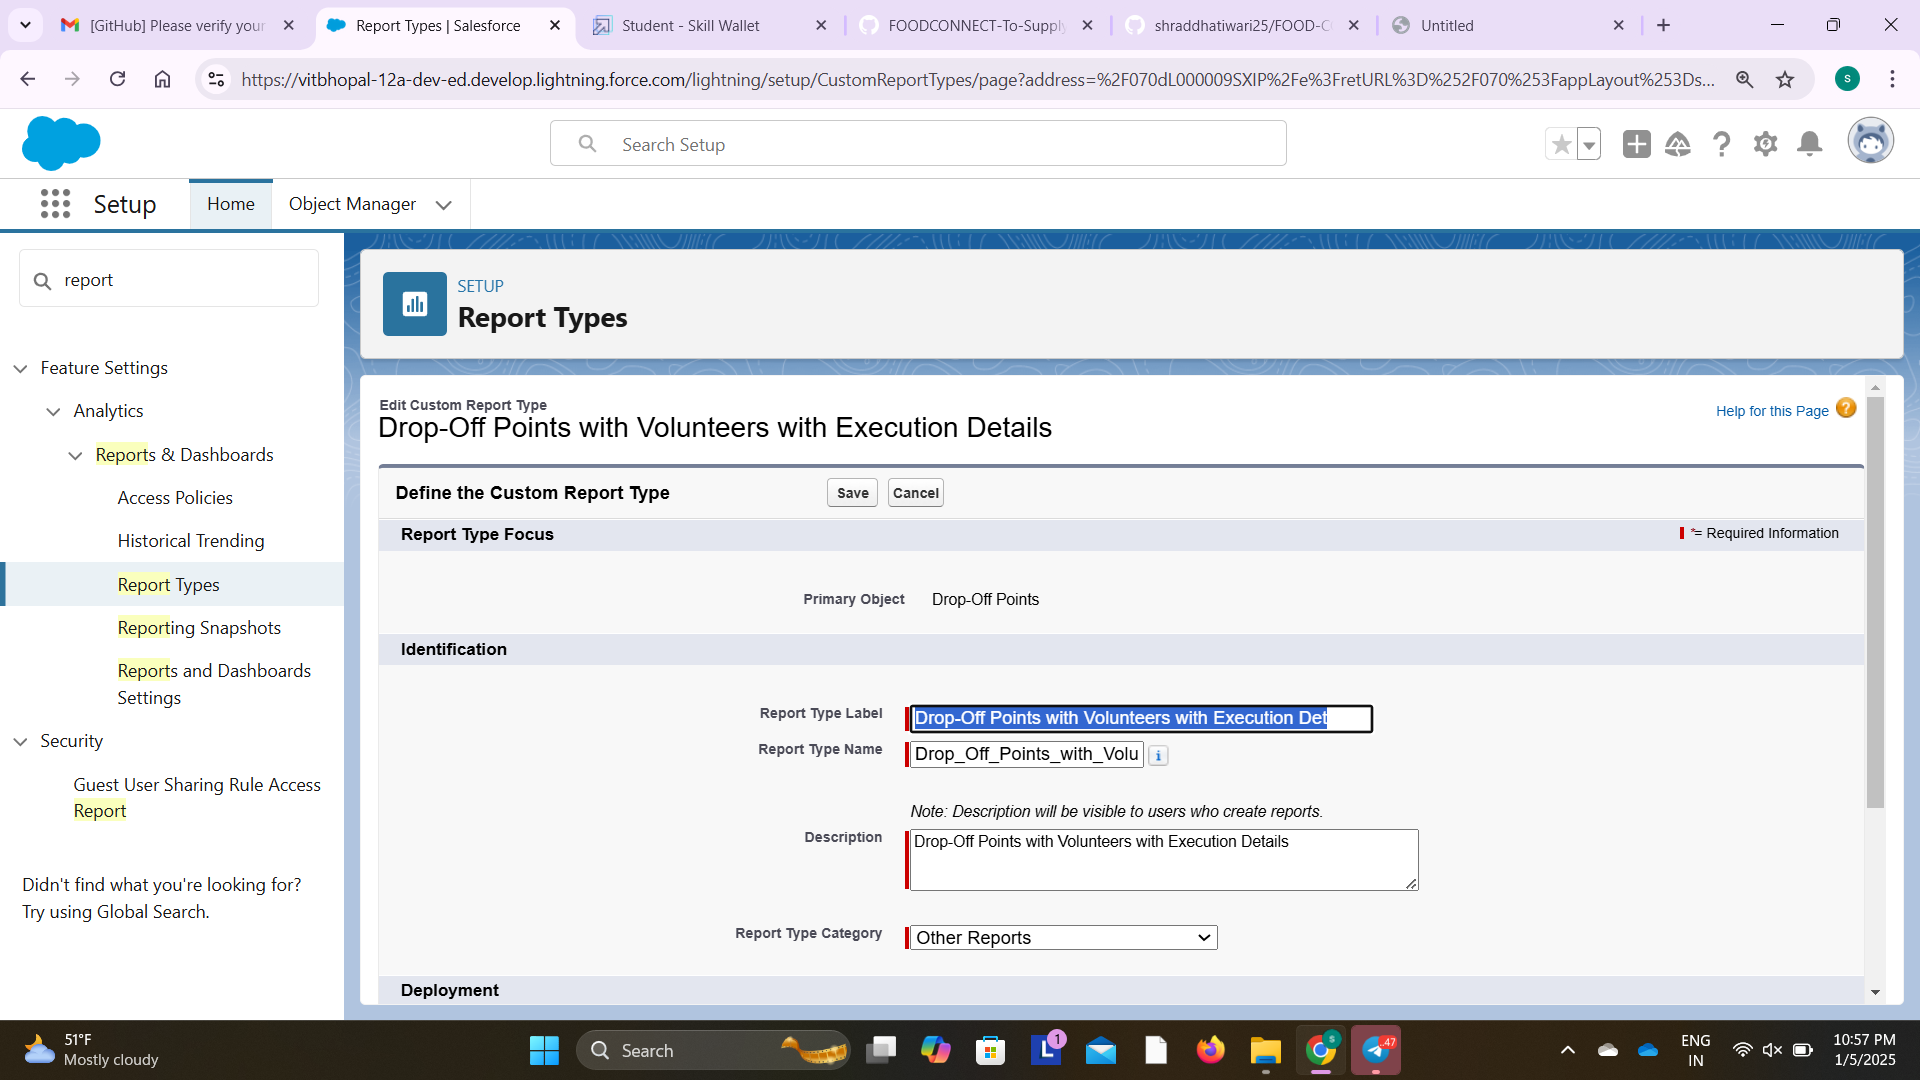 [GitHub] Please verify your
Report Types | Salesforce
Student - Skill Wallet
FOODCONNECT-To-Supply
shraddhatiwari25/FOOD-C
Untitled
https://vitbhopal-12a-dev-ed.develop.lightning.force.com/lightning/setup/CustomReportTypes/page?address=%2F070dL000009SXIP%2Fe%3FretURL%3D%252F070%253FappLayout%253Ds...
S
Search Setup
Setup
Home
Object Manager
report
Feature Settings
Analytics
Reports & Dashboards
Access Policies
Historical Trending
Report Types
Reporting Snapshots
Reports and Dashboards
Settings
Security
Guest User Sharing Rule Access
Report
Didn't find what you're looking for?
Try using Global Search.
SETUP
Report Types
Edit Custom Report Type
Drop-Off Points with Volunteers with Execution Details
Help for this Page
Define the Custom Report Type
Save
Cancel
Report Type Focus
*= Required Information
Primary Object
Drop-Off Points
Identification
Report Type Label
Drop-Off Points with Volunteers with Execution Det
Report Type Name
Drop_Off_Points_with_Volu
Note: Description will be visible to users who create reports.
Description
Drop-Off Points with Volunteers with Execution Details
Report Type Category
Other Reports
Deployment
51°F
Mostly cloudy
Search
1
L
S
.47
ENG
IN
10:57 PM
1/5/2025